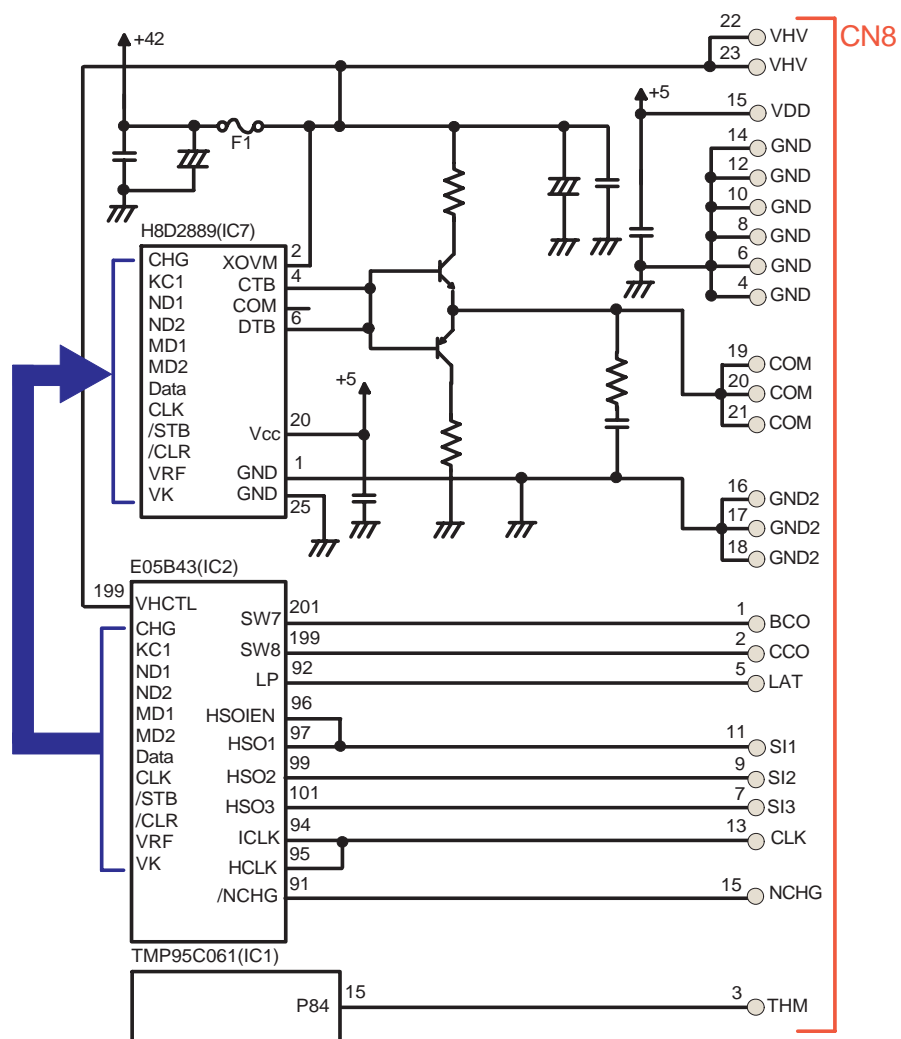 22 VHV
CN8
+42
23 VHV
+5
15 VDD
F1
14 GND
12 GND
10 GND
8 GND
6 GND
4 GND
H8D2889(IC7)
CHG
KC1
ND1
ND2
MD1
MD2
Data
CLK
/STB
/CLR
VRF
VK
XOVM 2
CTB 4
COM
DTB 6
Vcc 20
GND 1
GND 25
+5
19 COM
20 COM
21 COM
16 GND2
17 GND2
18 GND2
E05B43(IC2)
199 VHCTL
CHG
KC1
ND1
ND2
MD1
MD2
Data
CLK
/STB
/CLR
VRF
VK
SW7 201
SW8 199
LP 92
HSOIEN 96
HSO1 97
HSO2 99
HSO3 101
ICLK 94
HCLK 95
/NCHG 91
1 BCO
2 CCO
5 LAT
11 SI1
9 SI2
7 SI3
13 CLK
15 NCHG
TMP95C061(IC1)
P84 15
3 THM